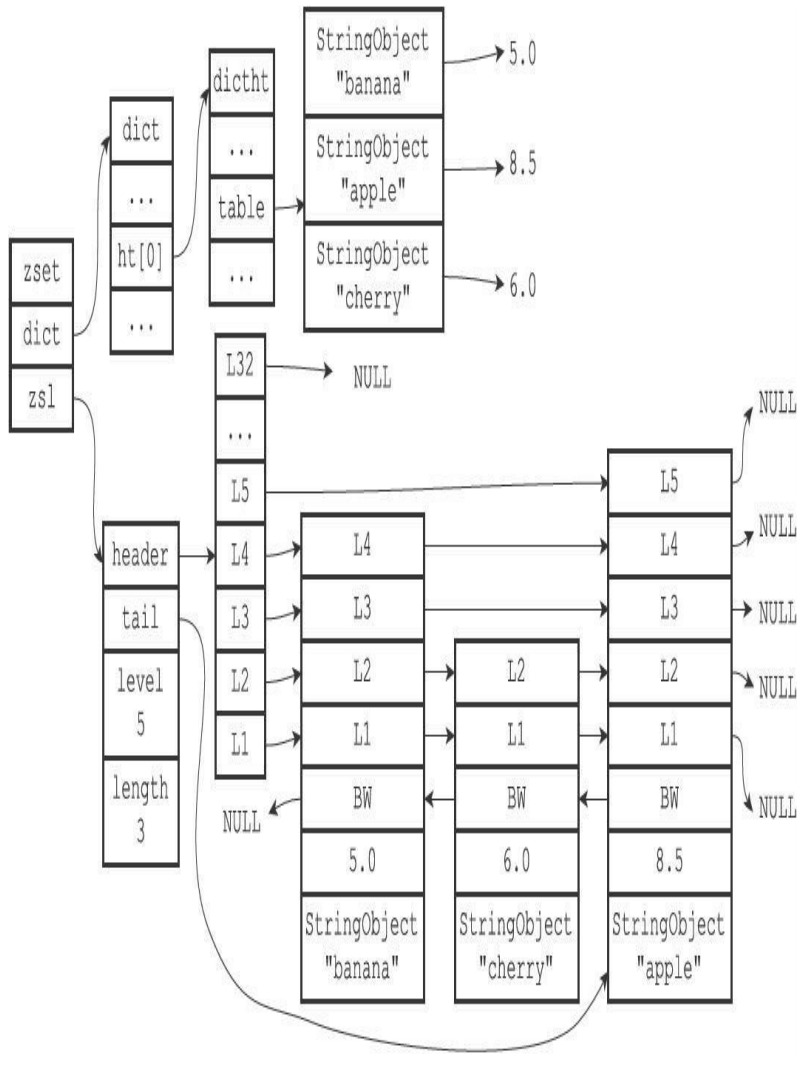 zset
dict
zsl
dict
...
ht[0]
...
dictht
...
table
...
StringObject
"banana"
StringObject
"apple"
StringObject
"cherry"
5.0
8.5
6.0
header
tail
level
5
length
3
L32
...
L5
L4
L3
L2
L1
NULL
NULL
L4
L3
L2
L1
BW
5.0
StringObject
"banana"
L2
L1
BW
6.0
StringObject
"cherry"
L5
L4
L3
L2
L1
BW
8.5
StringObject
"apple"
NULL
NULL
NULL
NULL
NULL